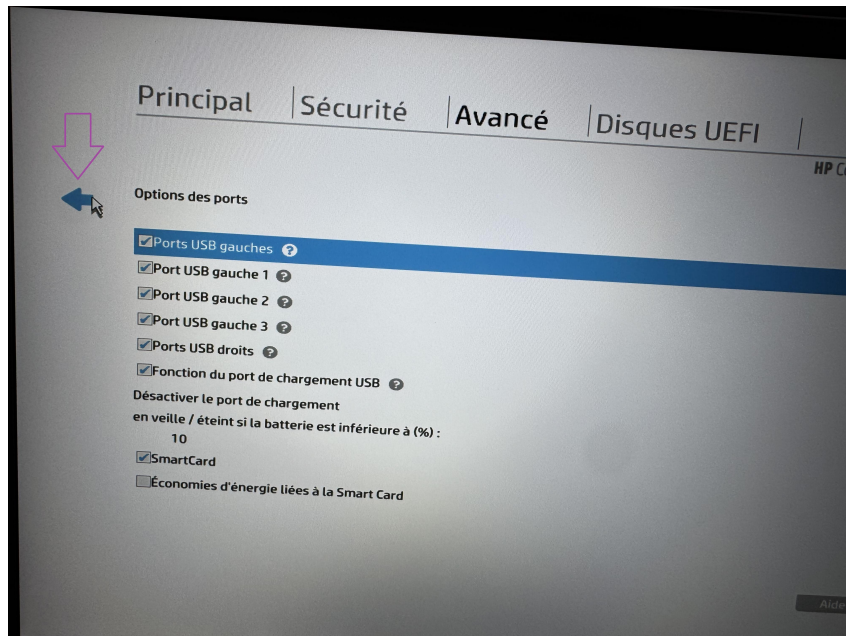 Principal
Sécurité
Avancé
Disques UEFI
HP
Options des ports
Ports USB gauches ?
Port USB gauche 1 ?
Port USB gauche 2 ?
Port USB gauche 3 ?
Ports USB droits ?
Fonction du port de chargement USB ?
Désactiver le port de chargement
en veille / éteint si la batterie est inférieure à (%) :
10
SmartCard
Économies d'énergie liées à la Smart Card
Aide